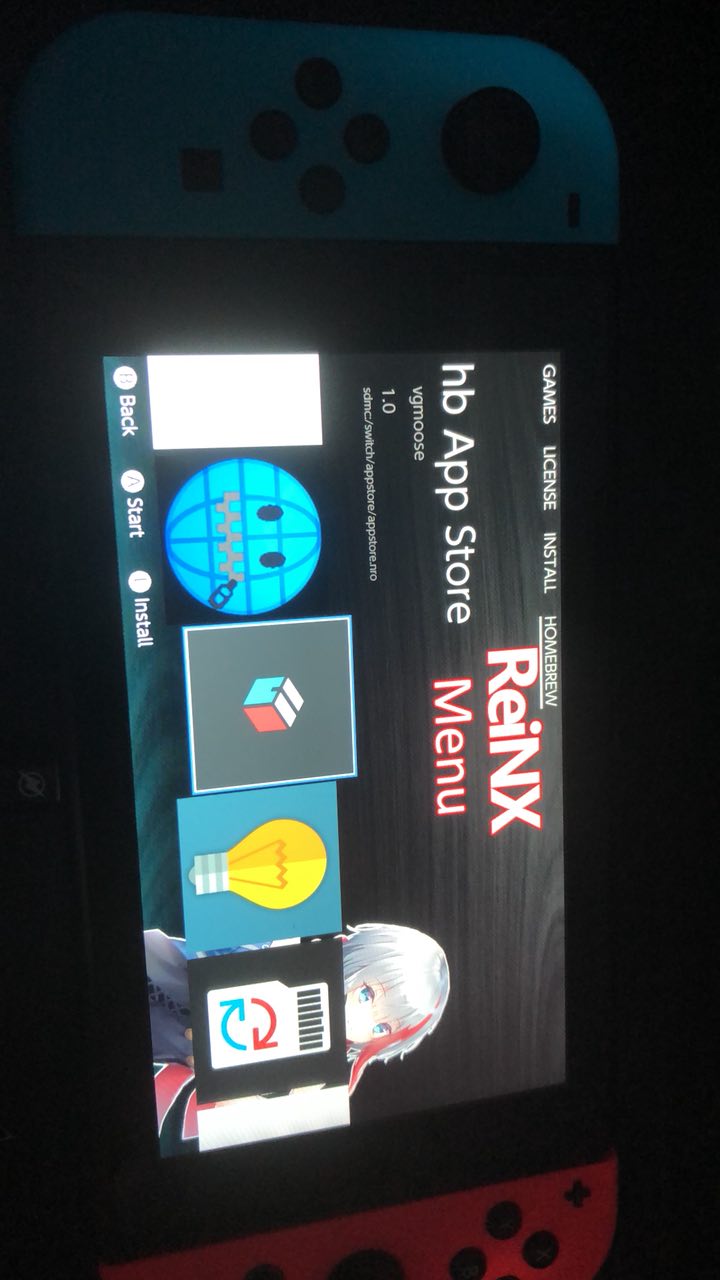 GAMES LICENSE INSTALL HOMEBREW
ReiNX
hb App Store Menu
vgmoose
1.0
sdmc:/switch/appstore/appstore.nro
B Back A Start L Install